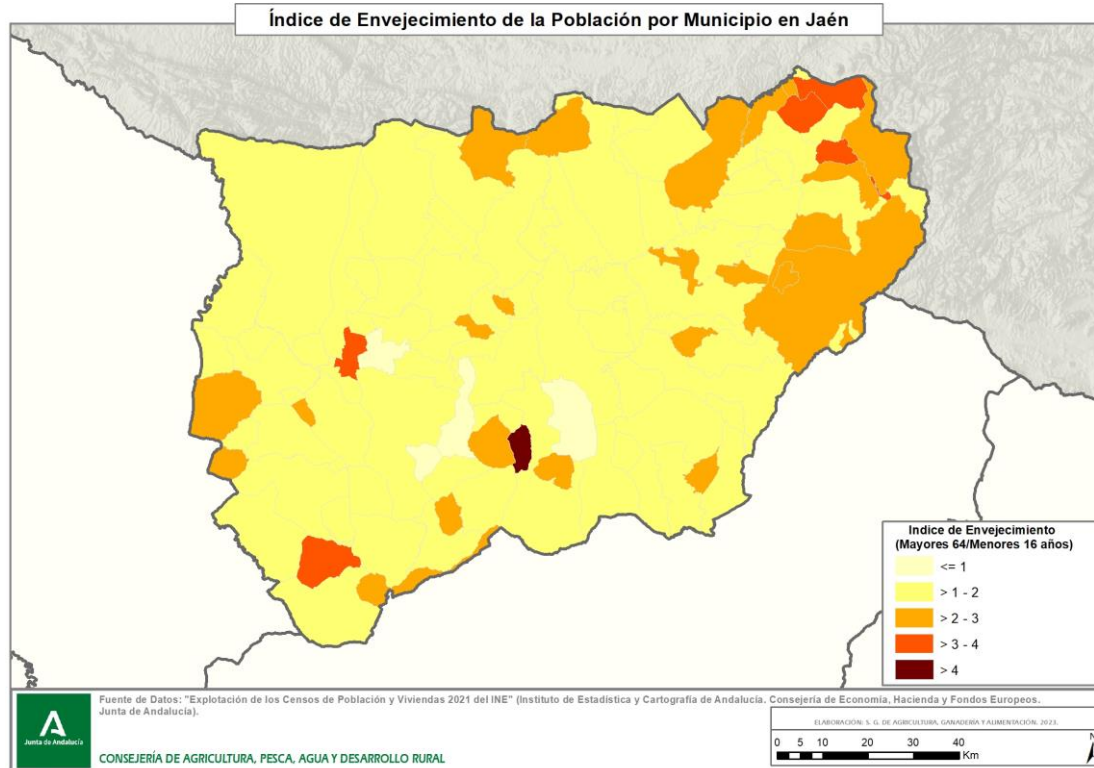 Índice de Envejecimiento de la Población por Municipio en Jaén
Indice de Envejecimiento
(Mayores 64/Menores 16 años)
<= 1
> 1 - 2
> 2 - 3
> 3 - 4
> 4
Fuente de Datos: "Explotación de los Censos de Población y Viviendas 2021 del INE" (Instituto de Estadística y Cartografía de Andalucía. Consejería de Economía, Hacienda y Fondos Europeos.
Junta de Andalucía).
Junta de Andalucía
CONSEJERÍA DE AGRICULTURA, PESCA, AGUA Y DESARROLLO RURAL
ELABORACIÓN: S. G. DE AGRICULTURA, GANADERÍA Y ALIMENTACIÓN. 2023.
0 5 10 20 30 40
Km
N